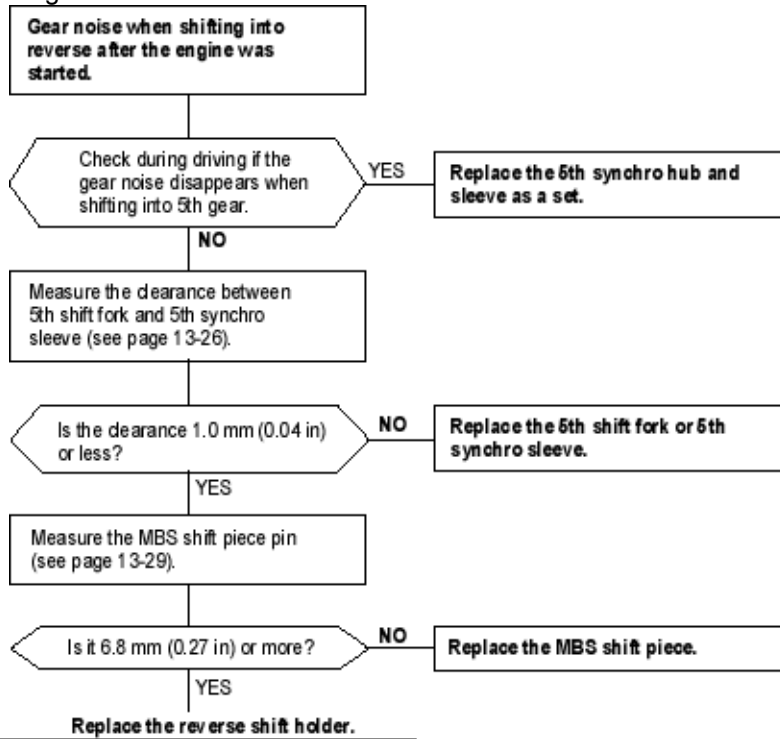 Gear noise when shifting into
reverse after the engine was
started.
Check during driving if the
gear noise disappears when
shifting into 5th gear.
YES
Replace the 5th synchro hub and
sleeve as a set.
NO
Measure the clearance between
5th shift fork and 5th synchro
sleeve (see page 13-26).
Is the clearance 1.0 mm (0.04 in)
or less?
NO
Replace the 5th shift fork or 5th
synchro sleeve.
YES
Measure the MBS shift piece pin
(see page 13-29).
Is it 6.8 mm (0.27 in) or more?
NO
Replace the MBS shift piece.
YES
Replace the reverse shift holder.